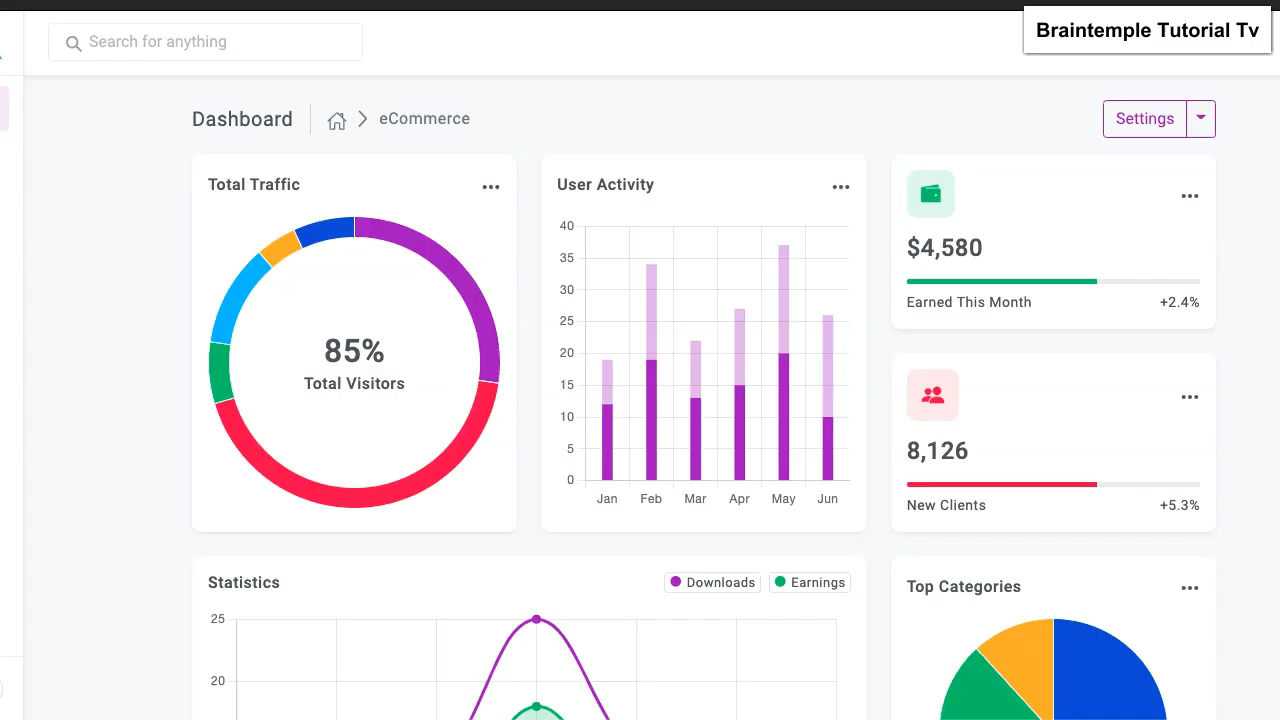 Search for anything
Braintemple Tutorial Tv
Dashboard
eCommerce
Settings
Total Traffic
85%
Total Visitors
User Activity
40
35
30
25
20
15
10
5
0
Jan Feb Mar Apr May Jun
$4,580
Earned This Month +2.4%
8,126
New Clients +5.3%
Statistics
Downloads Earnings
25
20
Top Categories